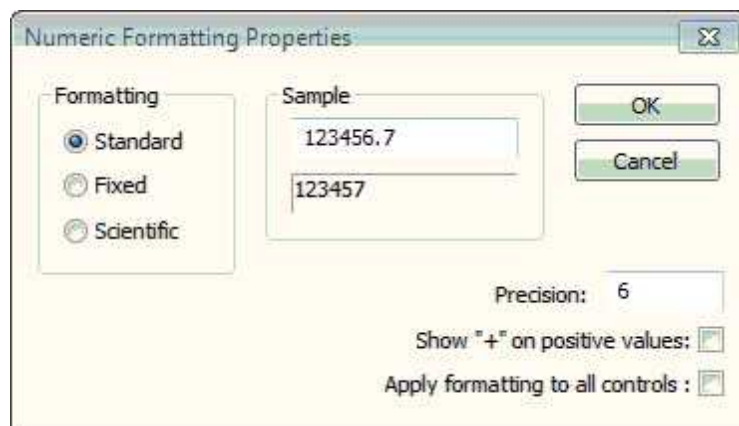 Numeric Formatting Properties
Formatting
Standard
Fixed
Scientific
Sample
123456.7
123457
OK
Cancel
Precision: 6
Show "+" on positive values:
Apply formatting to all controls :